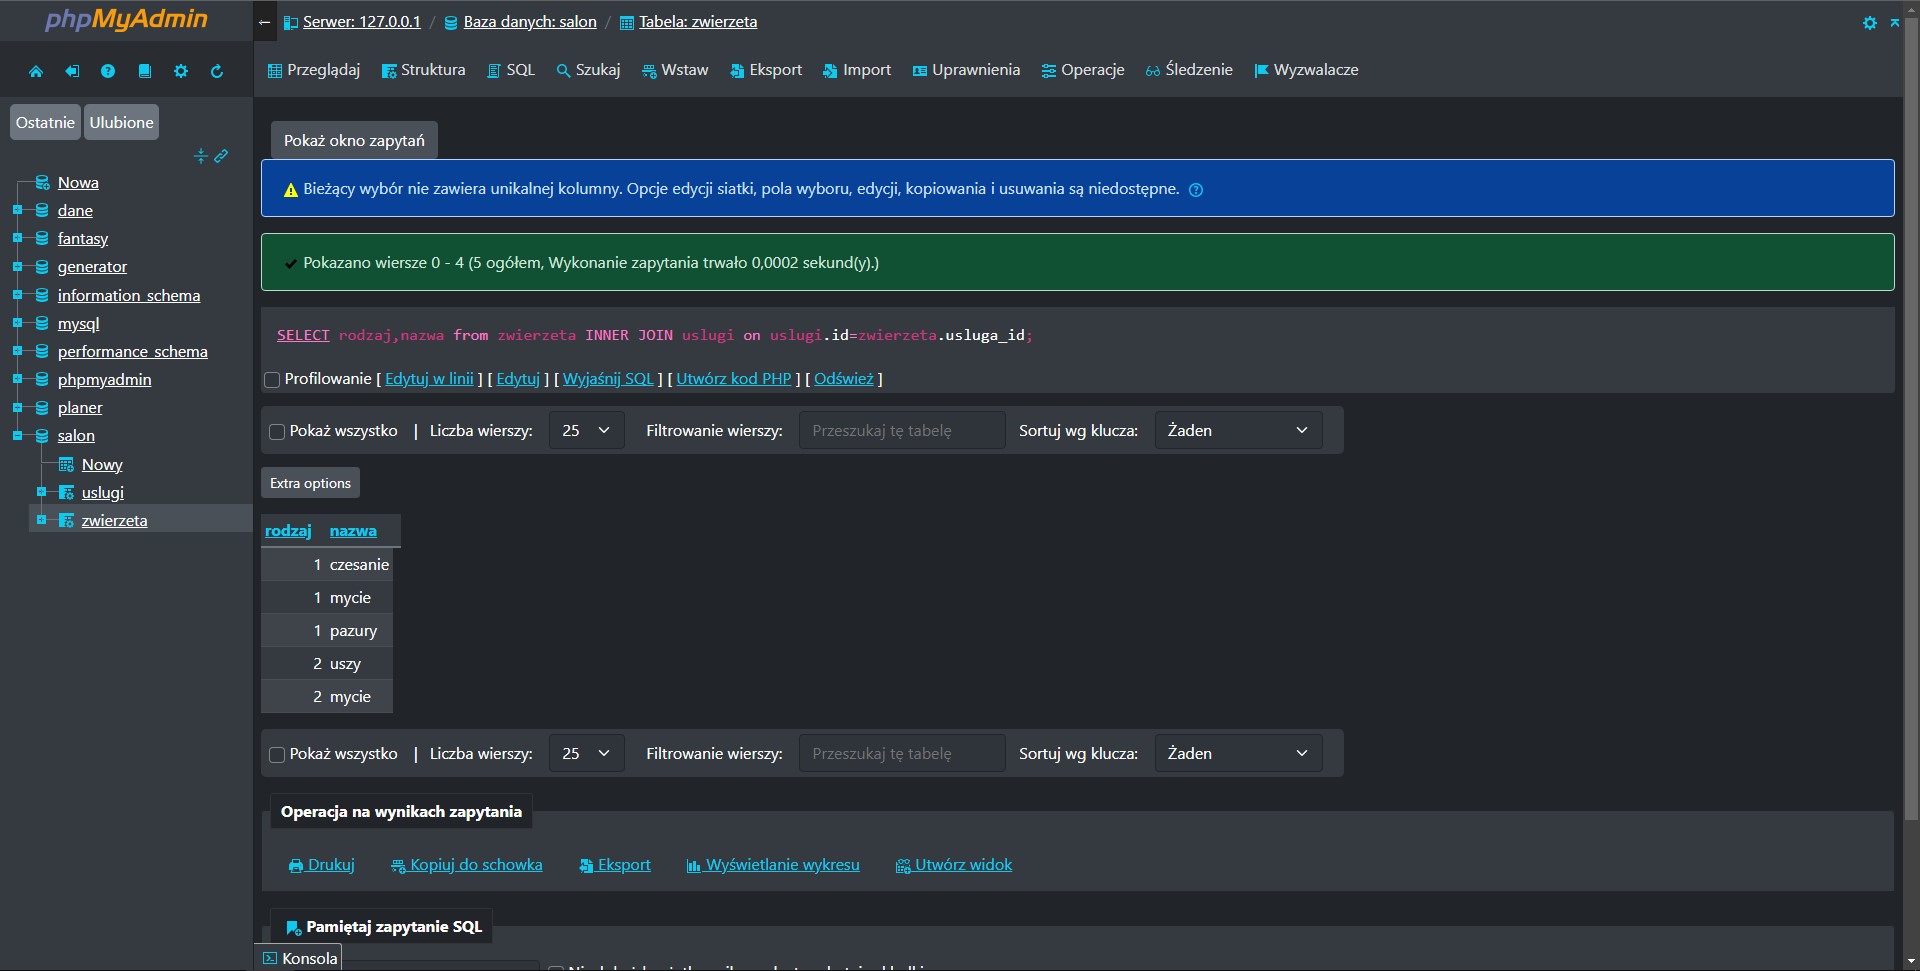 phpMyAdmin
Ostatnie Ulubione
Nowa
dane
fantasy
generator
information_schema
mysql
performance_schema
phpmyadmin
planer
salon
Nowy
uslugi
zwierzeta
← Serwer: 127.0.0.1 / Baza danych: salon / Tabela: zwierzeta
Przeglądaj Struktura SQL Szukaj Wstaw Eksport Import Uprawnienia Operacje Śledzenie Wyzwalacze
Pokaż okno zapytań
Bieżący wybór nie zawiera unikalnej kolumny. Opcje edycji siatki, pola wyboru, edycji, kopiowania i usuwania są niedostępne.
Pokazano wiersze 0 - 4 (5 ogółem, Wykonanie zapytania trwało 0,0002 sekund(y).)
SELECT rodzaj,nazwa from zwierzeta INNER JOIN uslugi on uslugi.id=zwierzeta.usluga_id;
Profilowanie [ Edytuj w linii ] [ Edytuj ] [ Wyjaśnij SQL ] [ Utwórz kod PHP ] [ Odśwież ]
Pokaż wszystko | Liczba wierszy: 25 Filtrowanie wierszy: Przeszukaj tę tabelę Sortuj wg klucza: Żaden
Extra options
rodzaj nazwa
1 czesanie
1 mycie
1 pazury
2 uszy
2 mycie
Pokaż wszystko | Liczba wierszy: 25 Filtrowanie wierszy: Przeszukaj tę tabelę Sortuj wg klucza: Żaden
Operacja na wynikach zapytania
Drukuj Kopiuj do schowka Eksport Wyświetlanie wykresu Utwórz widok
Pamiętaj zapytanie SQL
Konsola